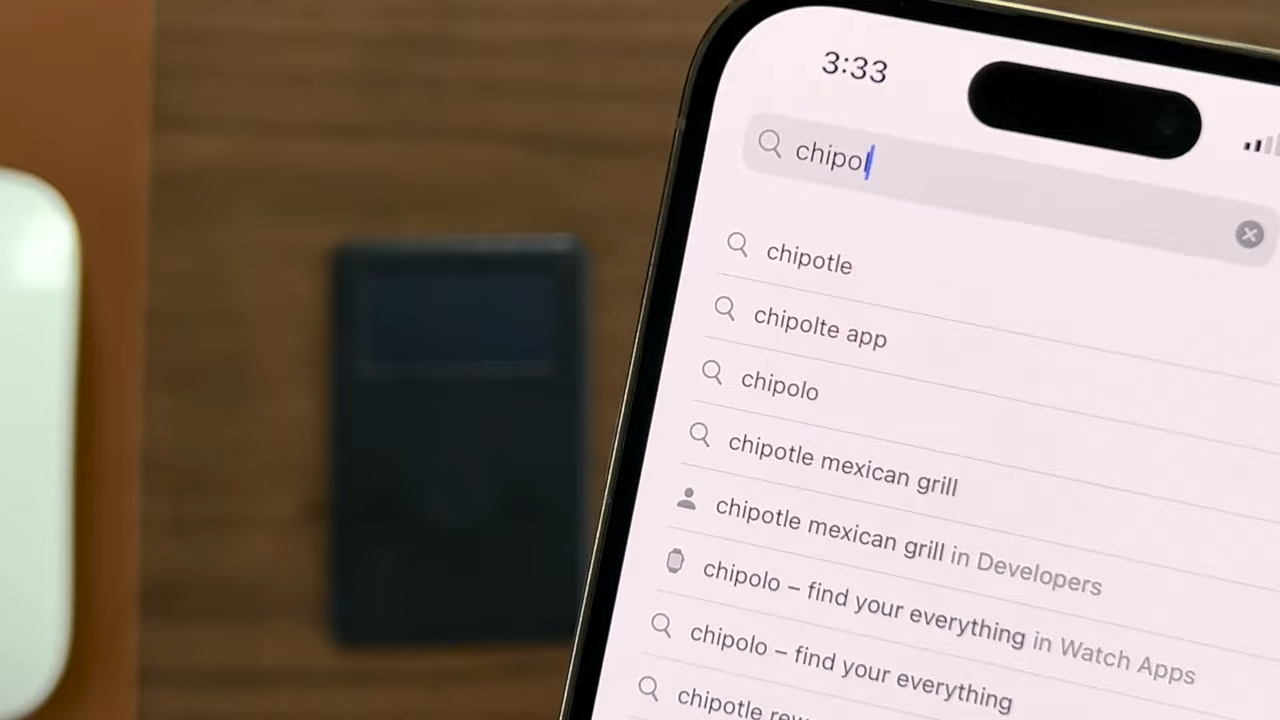 3:33
chipol
chipotle
chipolte app
chipolo
chipotle mexican grill
chipotle mexican grill in Developers
chipolo – find your everything in Watch Apps
chipolo – find your everything
chipotle